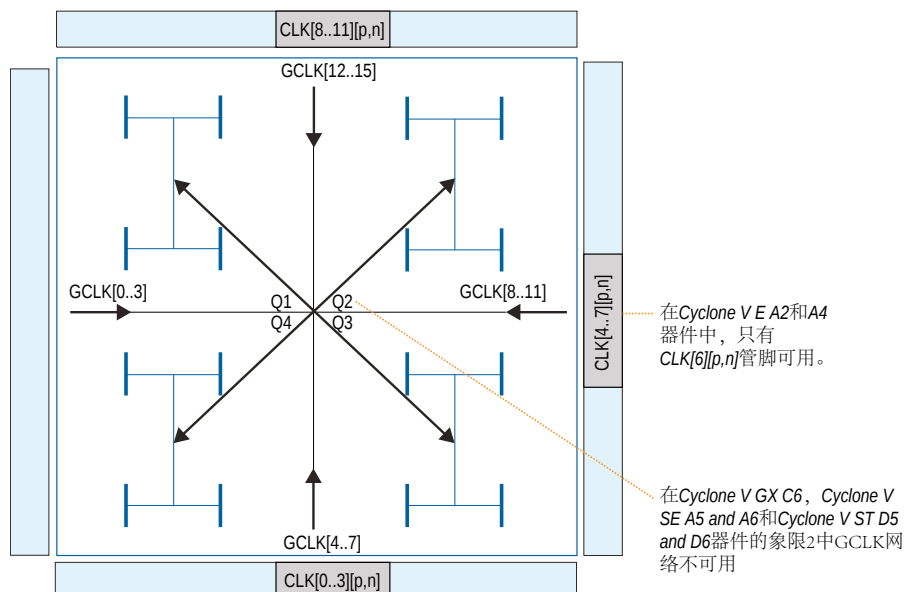 CLK[8..11][p,n]
GCLK[12..15]
GCLK[0..3]
Q1
Q2
GCLK[8..11]
Q4
Q3
CLK[4..7][p,n]
在Cyclone V E A2和A4
器件中，只有
CLK[6][p,n]管脚可用。
在Cyclone V GX C6，Cyclone V
SE A5 and A6和Cyclone V ST D5
and D6器件的象限2中GCLK网
络不可用
GCLK[4..7]
CLK[0..3][p,n]